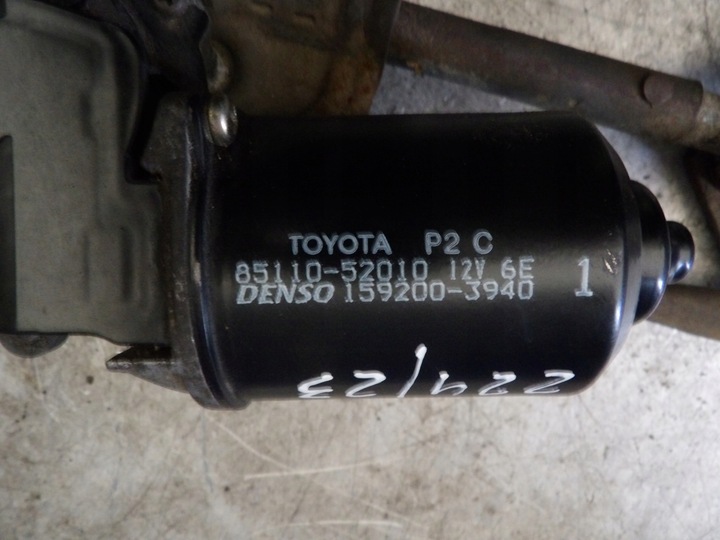 TOYOTA P2 C
85110-52010 12V 6E
DENSO 159200-3940 1
224/23